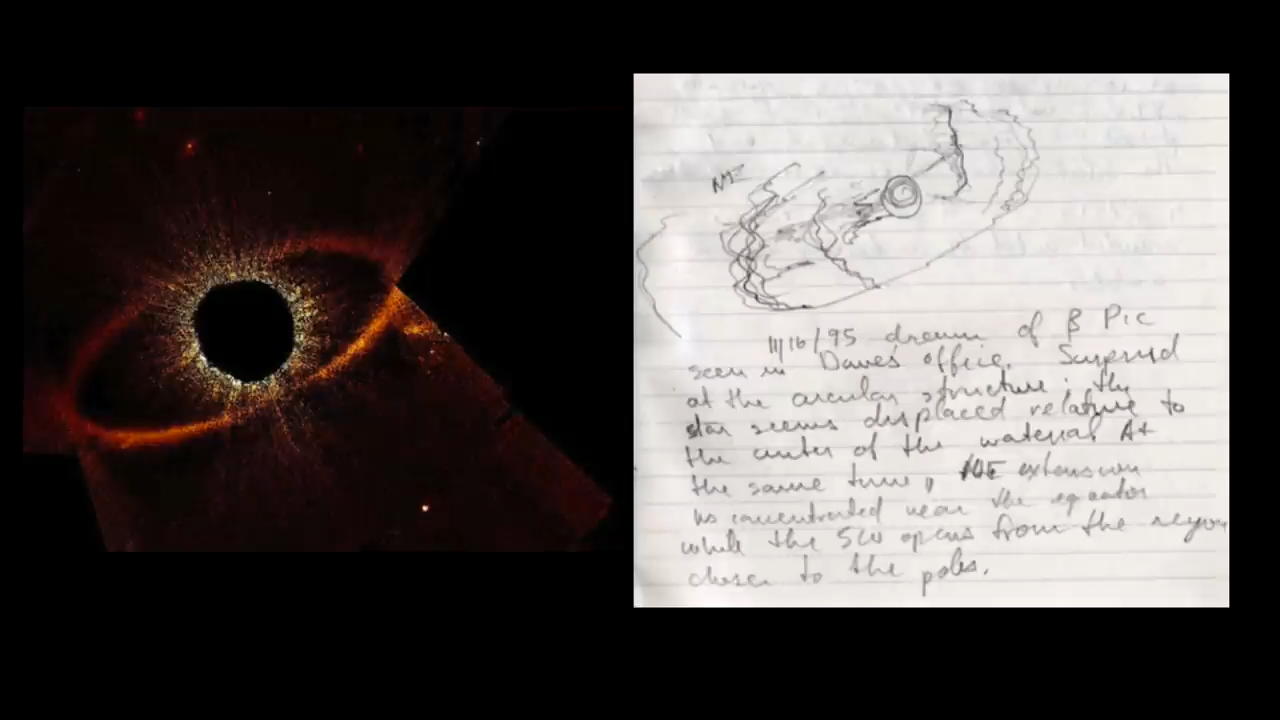 NE
11/16/95 dream of β Pic
seen in Dave's office. Surprised
at the circular structure: the
star seems displaced relative to
the center of the material At
the same time, NE extension
is concentrated near the equator
while the SW opens from the region
closer to the poles.